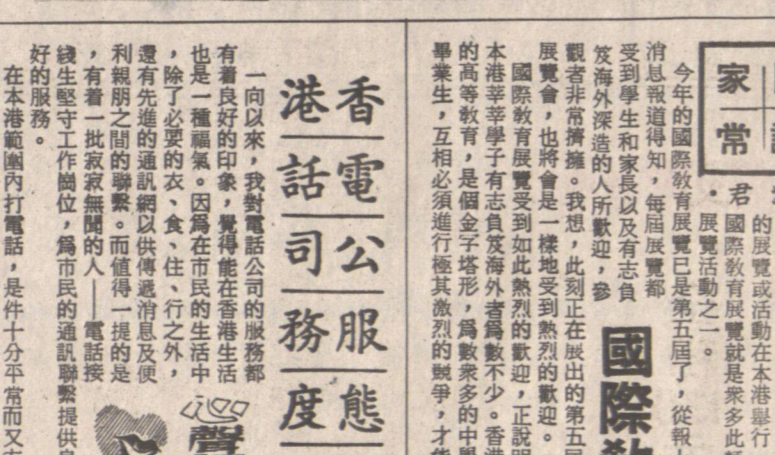 家常
君
的展覽或活動在本港舉行
國際教育展覽就是衆多此
展覽活動之一。
今年的國際教育展覽已是第五屆了，從報
消息報道得知，每屆展覽都
受到學生和家長以及有志負
笈海外深造的人所歡迎，參
觀者非常擠擁。我想，此刻正在展出的第五屆
展覽會，也將會是一樣地受到熱烈的歡迎。
國際教育展覽受到如此熱烈的歡迎，正說明
本港莘莘學子有志負笈海外者爲數不少。香港
的高等教育，是個金字塔形，爲數衆多的中學
畢業生，互相必須進行極其激烈的競爭，才能
國際教
香港
電話
公司
服務
態度
一向以來，我對電話公司的服務都
有着良好的印象，覺得能在香港生活
也是一種福氣。因爲在市民的生活中
，除了必要的衣、食、住、行之外，
還有先進的通訊網以供傳遞消息及便
利親朋之間的聯繫。而值得一提的是
，有着一批寂寂無聞的人——電話接
綫生堅守工作崗位，爲市民的通訊聯繫提供良
好的服務。
在本港範圍內打電話，是件十分平常而又
心聲